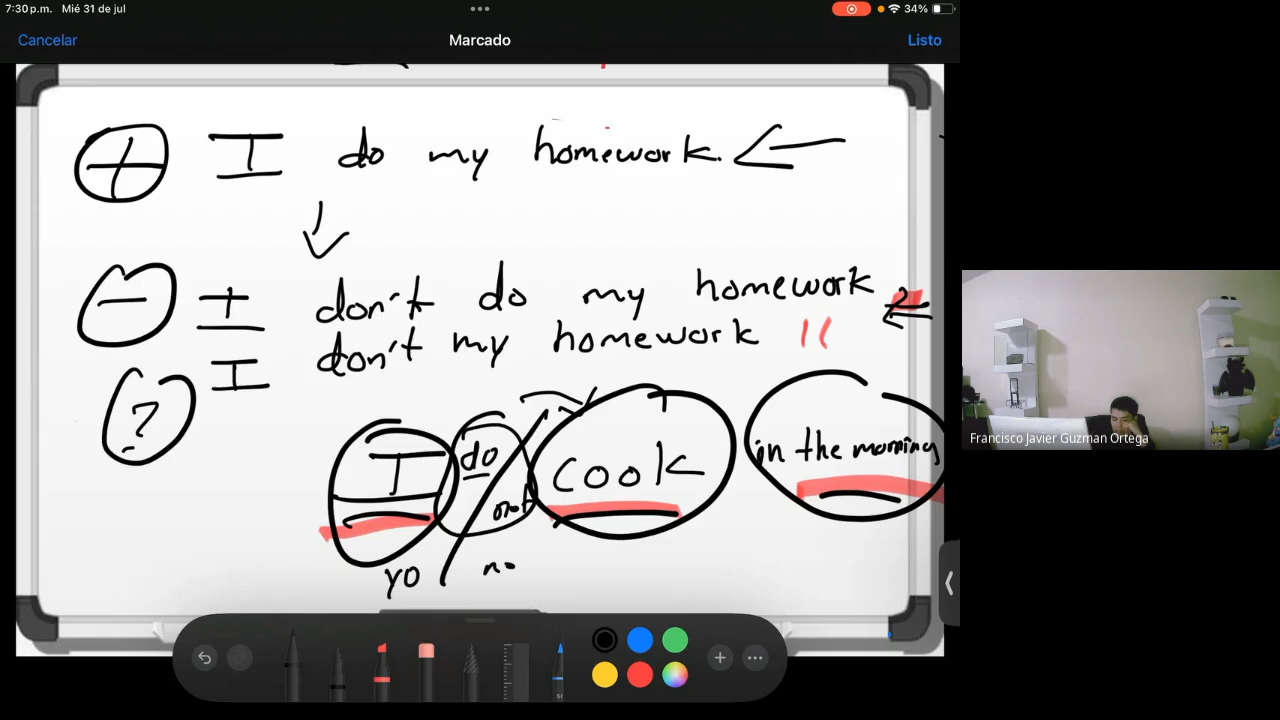 7:30 p.m. Mié 31 de jul
34%
Cancelar
Marcado
Listo
+ I do my homework.
- I don't do my homework
I don't my homework
?
I do not cook in the morning
yo no
Francisco Javier Guzman Ortega